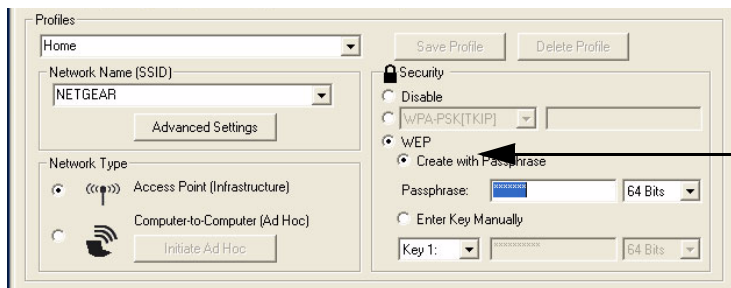 Profiles
Home
Save Profile
Delete Profile
Network Name (SSID)
NETGEAR
Advanced Settings
Security
Disable
WPA-PSK[TKIP]
WEP
Create with Passphrase
Passphrase: xxxxxxx 64 Bits
Enter Key Manually
Key 1: xxxxxxxxxx 64 Bits
Network Type
Access Point (Infrastructure)
Computer-to-Computer (Ad Hoc)
Initiate Ad Hoc